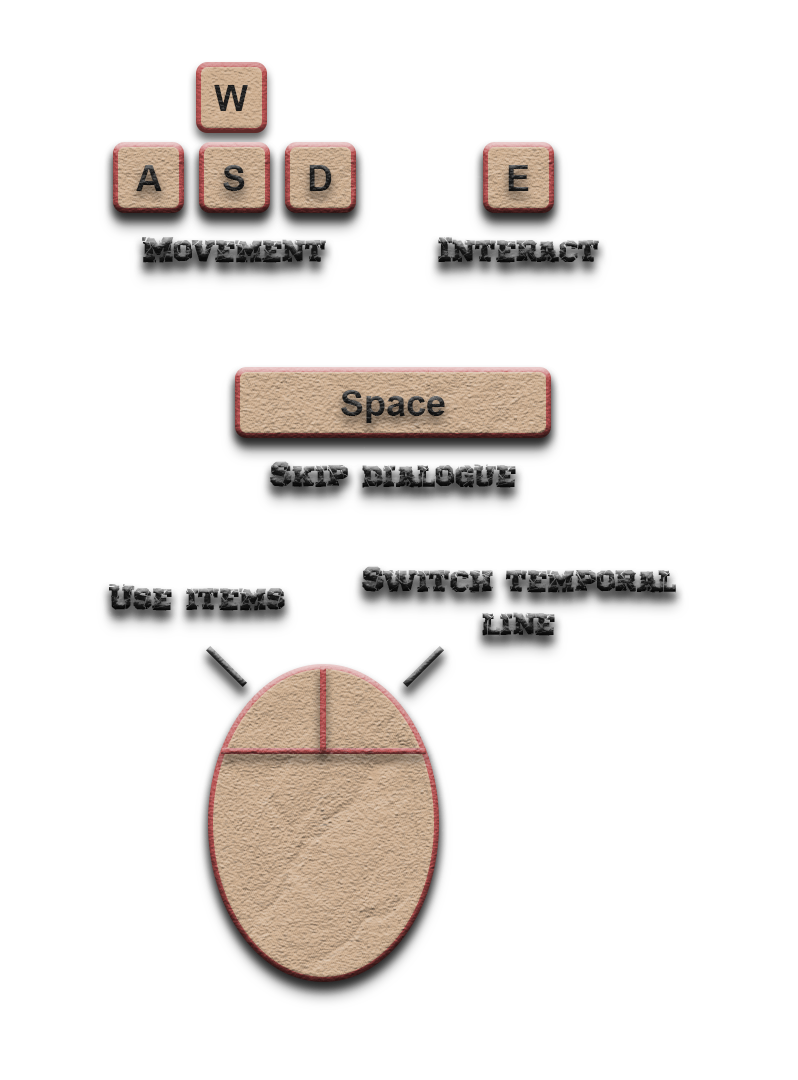 W
A S D E
Movement Interact
Space
Skip dialogue
Use items
Switch temporal
line